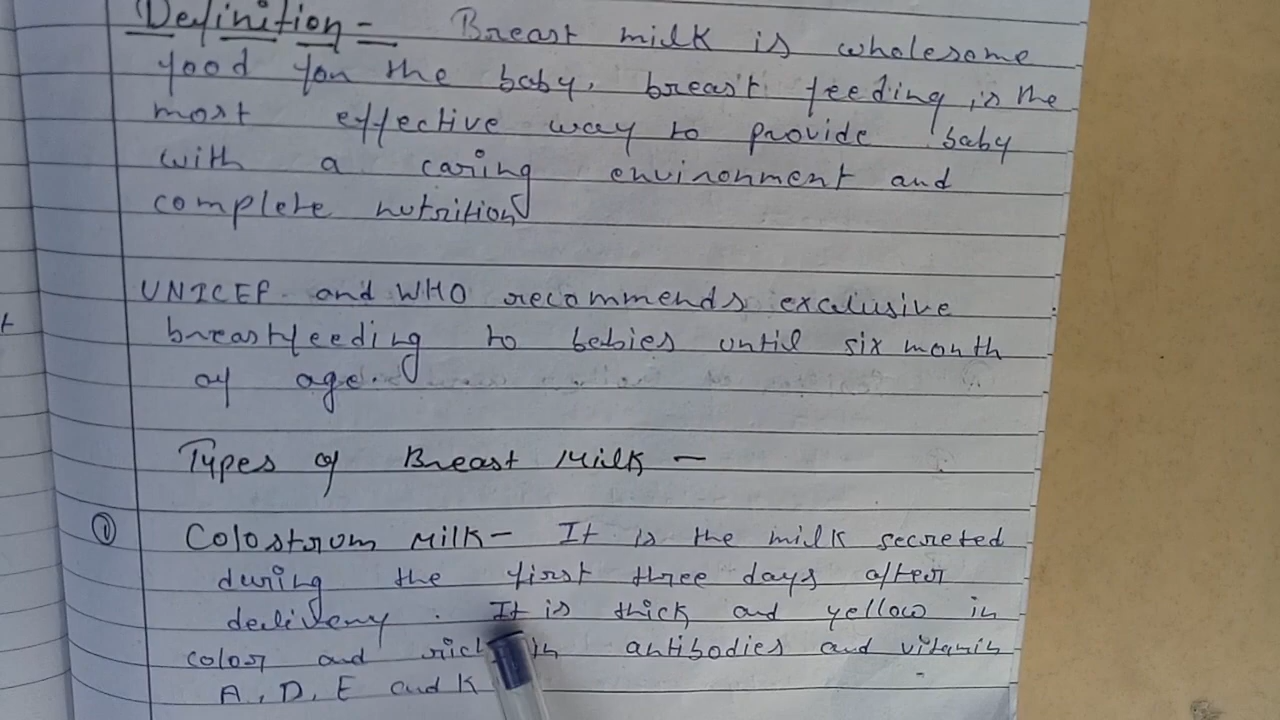 Definition - Breast milk is wholesome
food for the baby. breast feeding is the
most effective way to provide baby
with a caring environment and
complete nutrition
UNICEF and WHO recommends exclusive
breastfeeding to bebies until six month
of age.
Types of Breast Milk -
① Colostrum Milk - It is the milk secreted
during the first three days after
delivery. It is thick and yellow in
color and rich in antibodies and vitamin
A, D, E and K